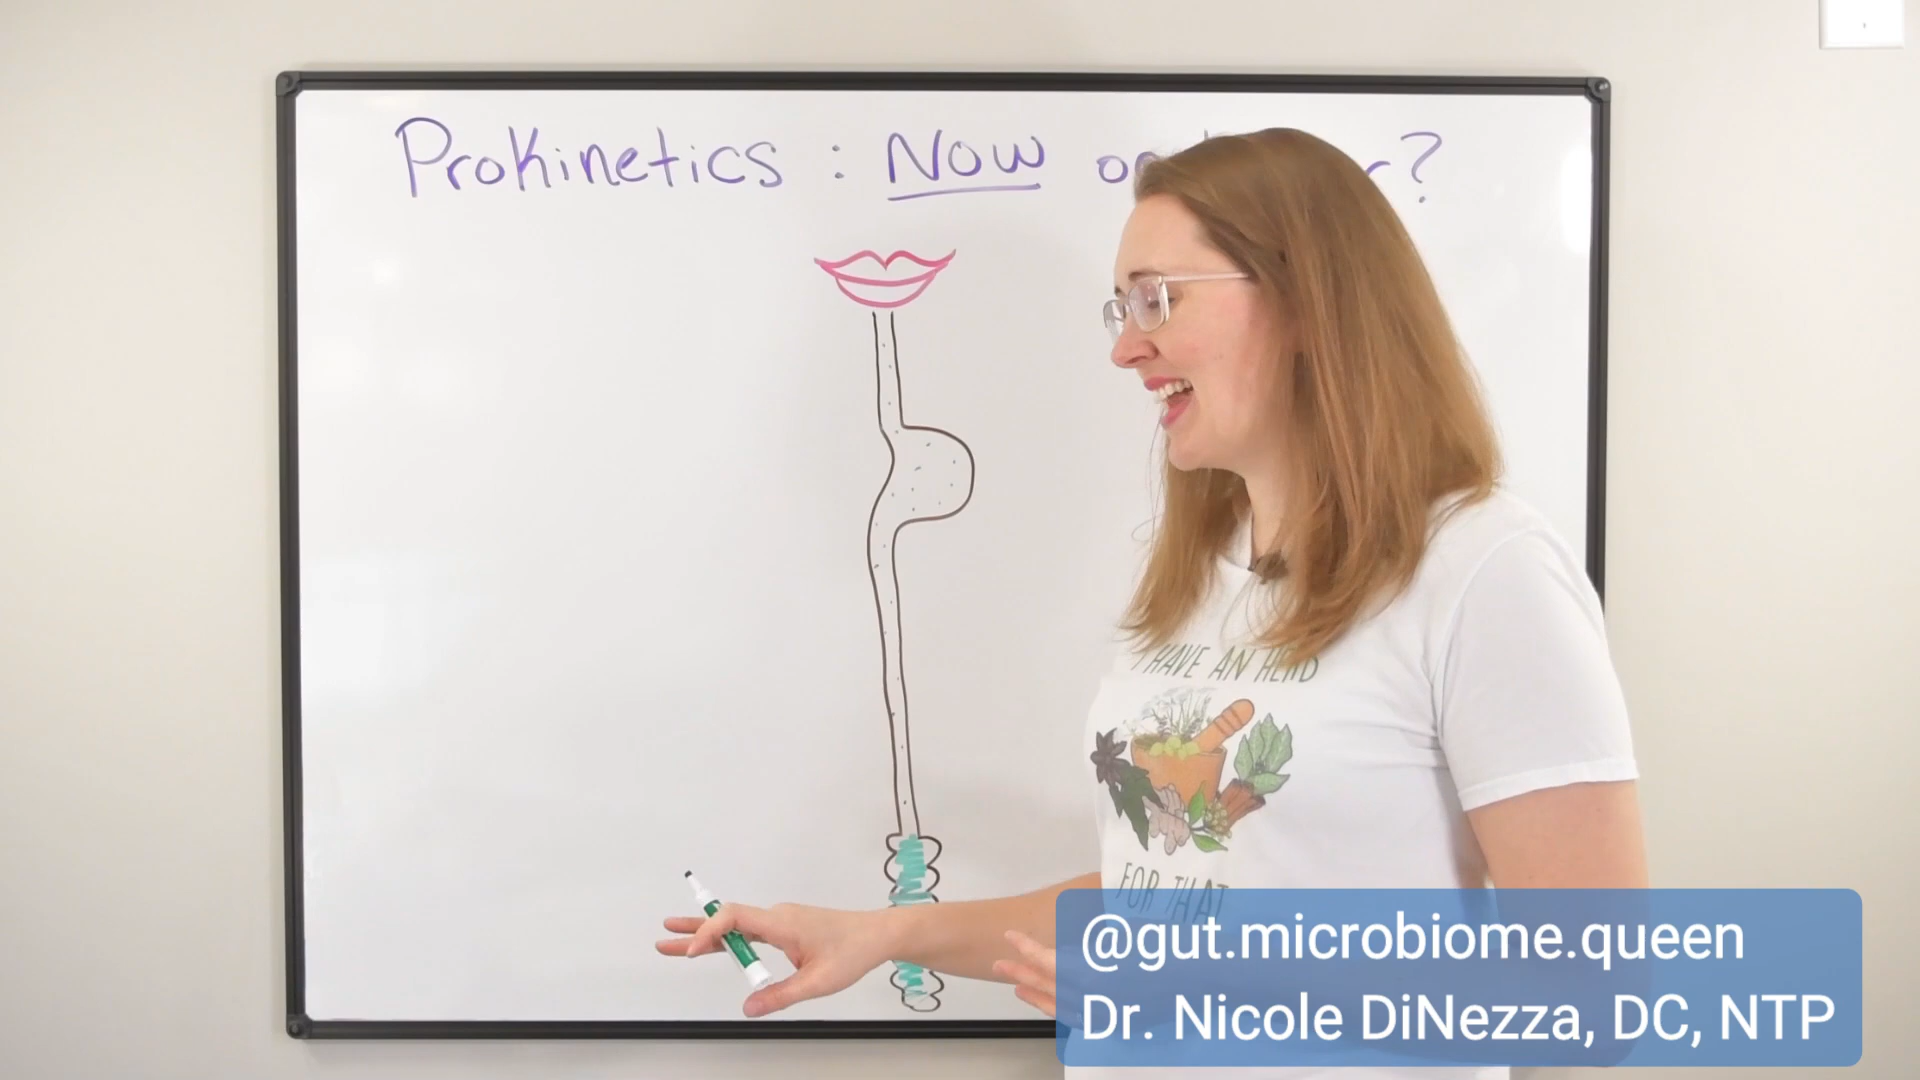 ProKinetics : Now
I HAVE AN HERB
FOR THAT
@gut.microbiome.queen
Dr. Nicole DiNezza, DC, NTP